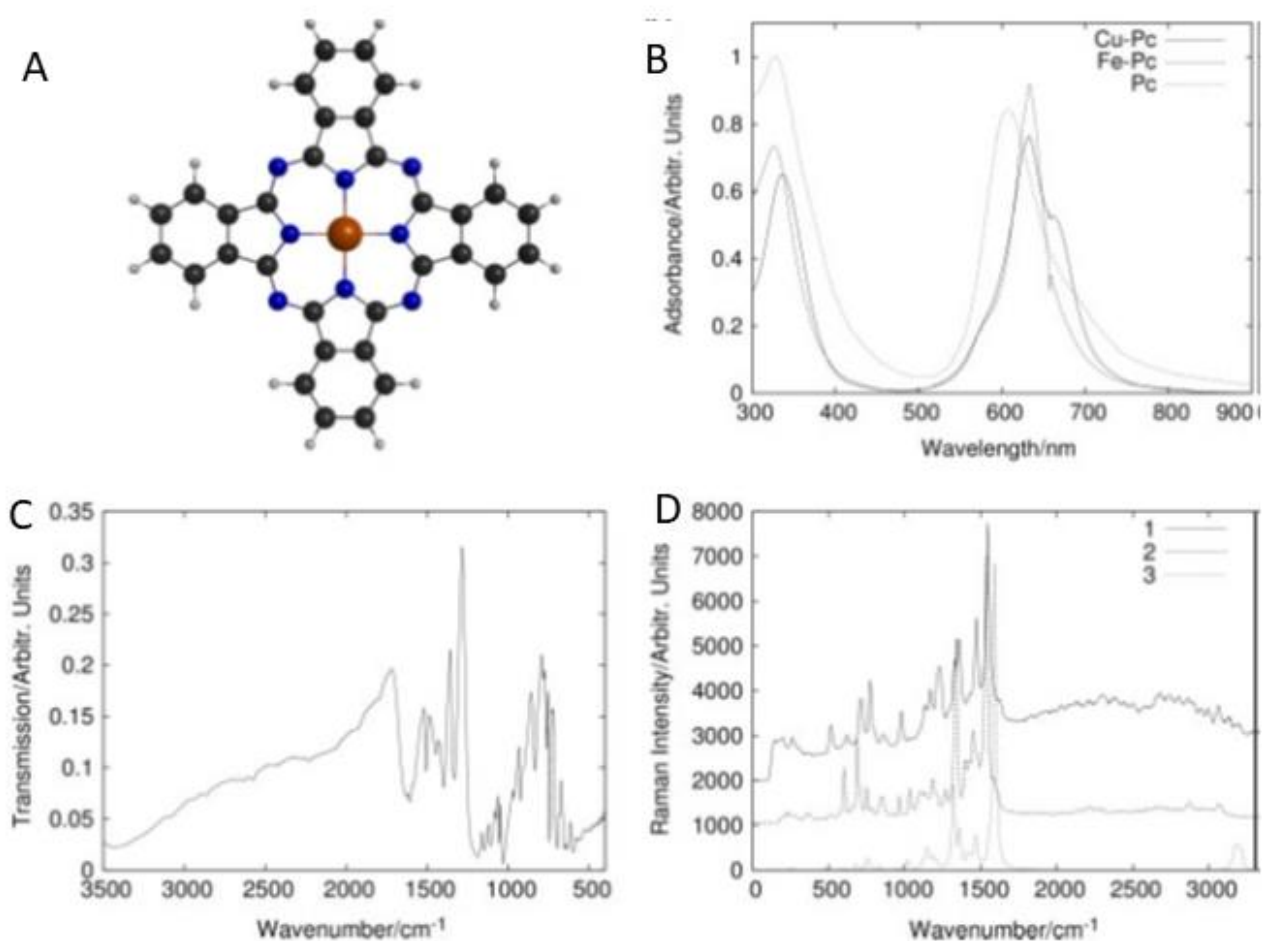 A
B
Cu-Pc
Fe-Pc
Pc
Adsorbance/Arbitr. Units
1
0.8
0.6
0.4
0.2
0
300 400 500 600 700 800 900
Wavelength/nm
C
Transmission/Arbitr. Units
0.35
0.3
0.25
0.2
0.15
0.1
0.05
0
3500 3000 2500 2000 1500 1000 500
Wavenumber/cm-1
D
1
2
3
Raman Intensity/Arbitr. Units
8000
7000
6000
5000
4000
3000
2000
1000
0
0 500 1000 1500 2000 2500 3000
Wavenumber/cm-1